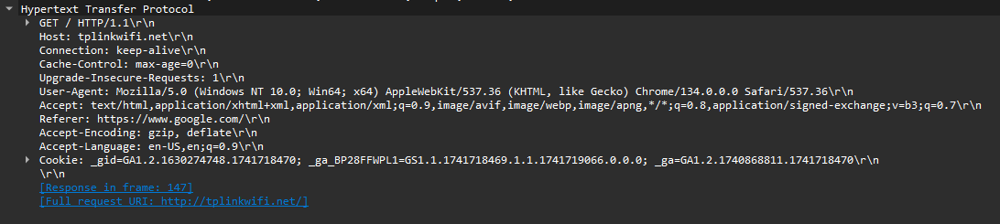 Hypertext Transfer Protocol
GET / HTTP/1.1\r\n
Host: tplinkwifi.net\r\n
Connection: keep-alive\r\n
Cache-Control: max-age=0\r\n
Upgrade-Insecure-Requests: 1\r\n
User-Agent: Mozilla/5.0 (Windows NT 10.0; Win64; x64) AppleWebKit/537.36 (KHTML, like Gecko) Chrome/134.0.0.0 Safari/537.36\r\n
Accept: text/html,application/xhtml+xml,application/xml;q=0.9,image/avif,image/webp,image/apng,*/*;q=0.8,application/signed-exchange;v=b3;q=0.7\r\n
Referer: https://www.google.com/\r\n
Accept-Encoding: gzip, deflate\r\n
Accept-Language: en-US,en;q=0.9\r\n
Cookie: _gid=GA1.2.1630274748.1741718470; _ga_BP28FFWPL1=GS1.1.1741718469.1.1.1741719066.0.0.0; _ga=GA1.2.1740868811.1741718470\r\n
\r\n
[Response in frame: 147]
[Full request URI: http://tplinkwifi.net/]